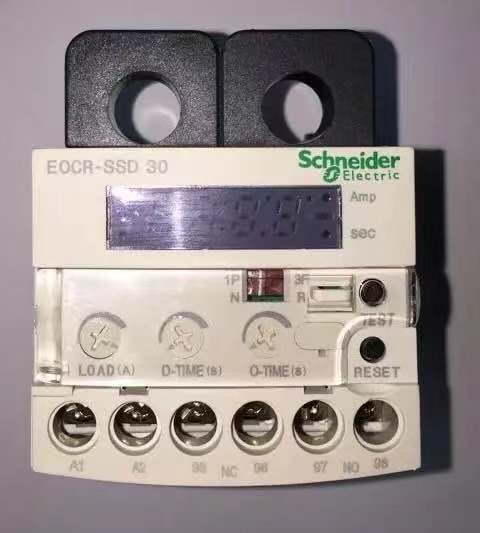 EOCR-SSD 30
Schneider
Electric
Amp
sec
1P 3P
N R
TEST
LOAD(A) D-TIME(s) O-TIME(s) RESET
A1 A2 95 NC 96 97 NO 98